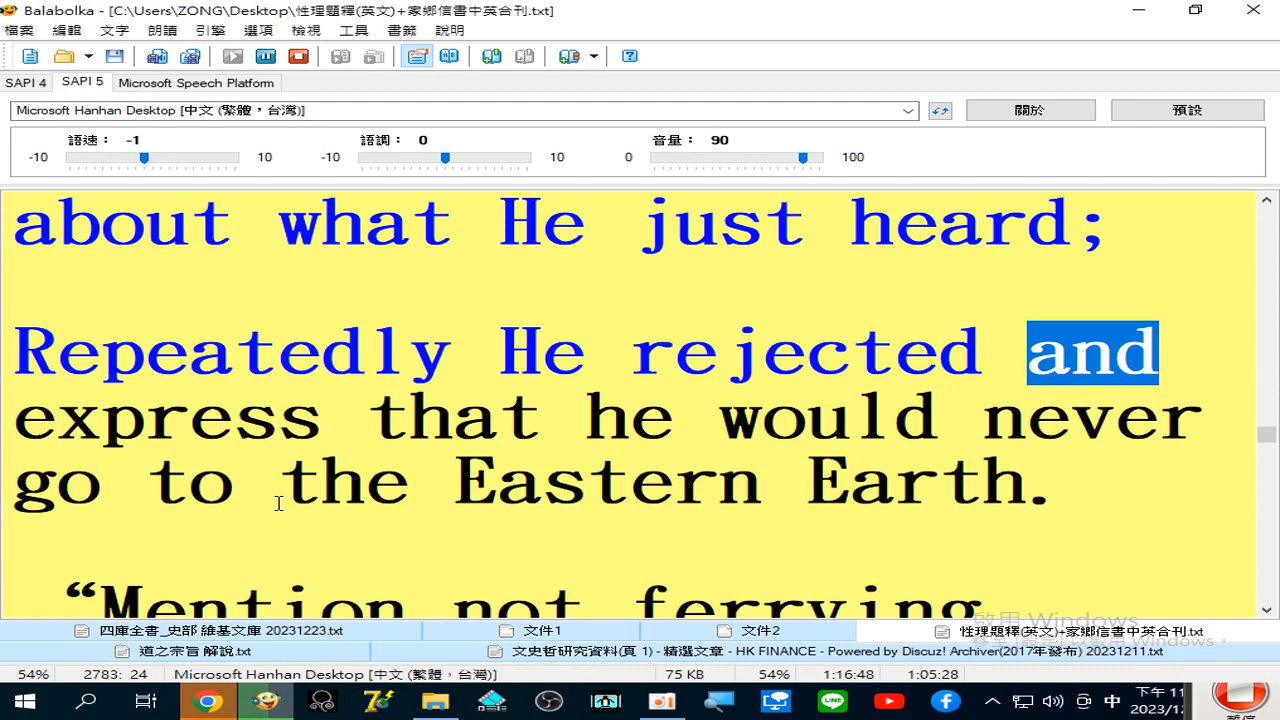 Balabolka - [C:\Users\ZONG\Desktop\性理題釋(英文)+家鄉信書中英合刊.txt]
檔案 編輯 文字 朗讀 引擎 選項 檢視 工具 書籤 說明
SAPI 4 SAPI 5 Microsoft Speech Platform
Microsoft Hanhan Desktop [中文 (繁體，台灣)] 關於 預設
語速： -1 語調： 0 音量： 90
-10 10 -10 10 0 100
about what He just heard;
Repeatedly He rejected and
express that he would never
go to the Eastern Earth.
“Mention not ferrying
啟用 Windows
四庫全書_史部 維基文庫 20231223.txt 文件1 文件2 性理題釋(英文)+家鄉信書中英合刊.txt
道之宗旨 解說.txt 文史哲研究資料(頁 1) - 精選文章 - HK FINANCE - Powered by Discuz! Archiver(2017年發布) 20231211.txt
54% 2783: 24 Microsoft Hanhan Desktop [中文 (繁體，台灣)] 75 KB 54% 1:16:48 1:05:28
中 下午 11
2023/12